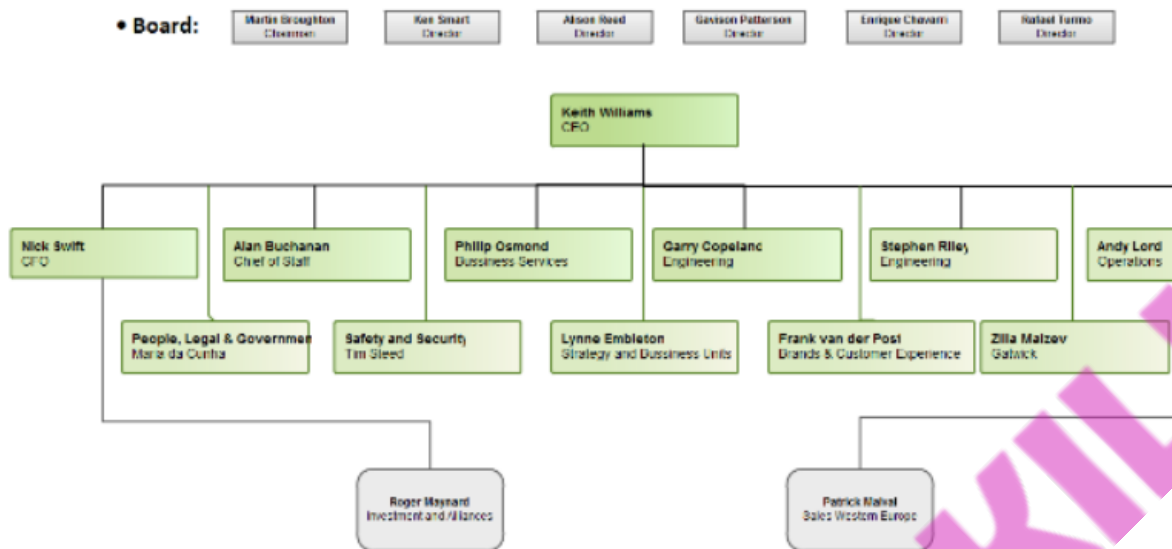 • Board:
Martin Broughton
Chairman
Ken Smart
Director
Alison Reed
Director
Gavison Patterson
Director
Enrique Chavarri
Director
Rafael Turmo
Director
Keith Williams
CEO
Nick Swift
CFO
Alan Buchanan
Chief of Staff
Philip Osmond
Bussiness Services
Garry Copeland
Engineering
Stephen Riley
Engineering
Andy Lord
Operations
People, Legal & Governmen
Maria da Cunha
Safety and Security
Tim Steed
Lynne Embleton
Strategy and Bussiness Units
Frank van der Post
Brands & Customer Experience
Zilla Malzev
Gatwick
Roger Maynard
Investment and Alliances
Patrick Malval
Sales Western Europe